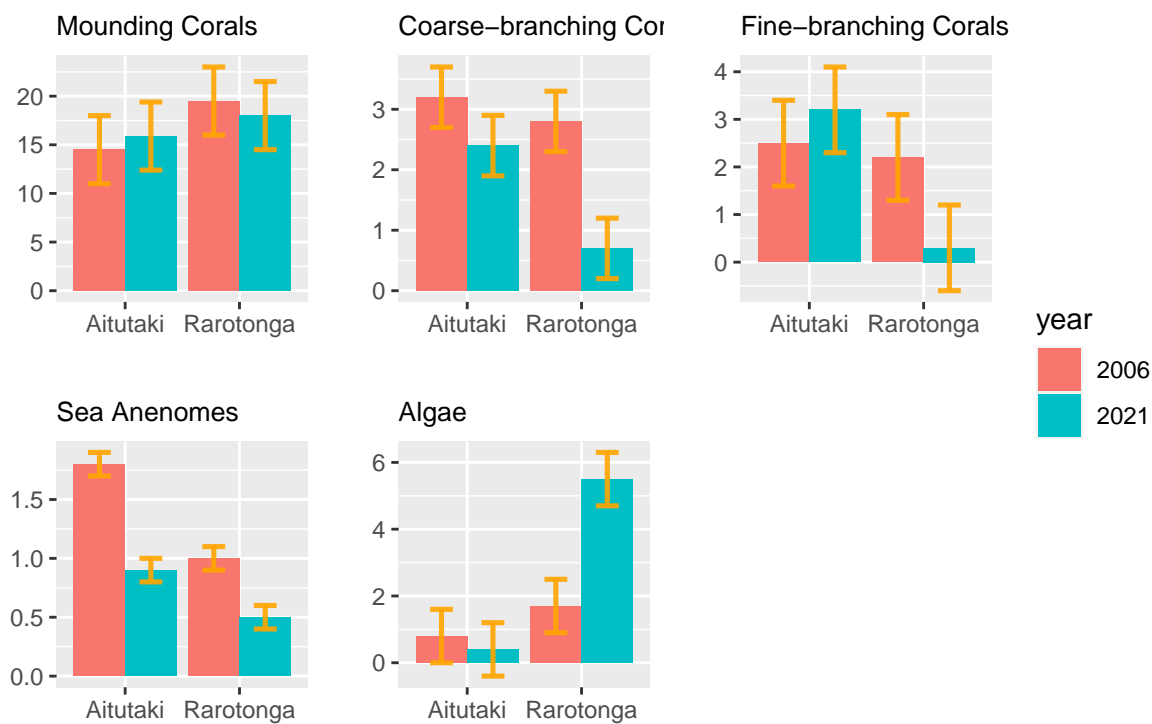 Mounding Corals
Coarse−branching Cor
Fine−branching Corals
20
15
10
5
0
Aitutaki Rarotonga
3
2
1
0
Aitutaki Rarotonga
4
3
2
1
0
Aitutaki Rarotonga
year
2006
2021
Sea Anenomes
Algae
1.5
1.0
0.5
0.0
Aitutaki Rarotonga
6
4
2
0
Aitutaki Rarotonga